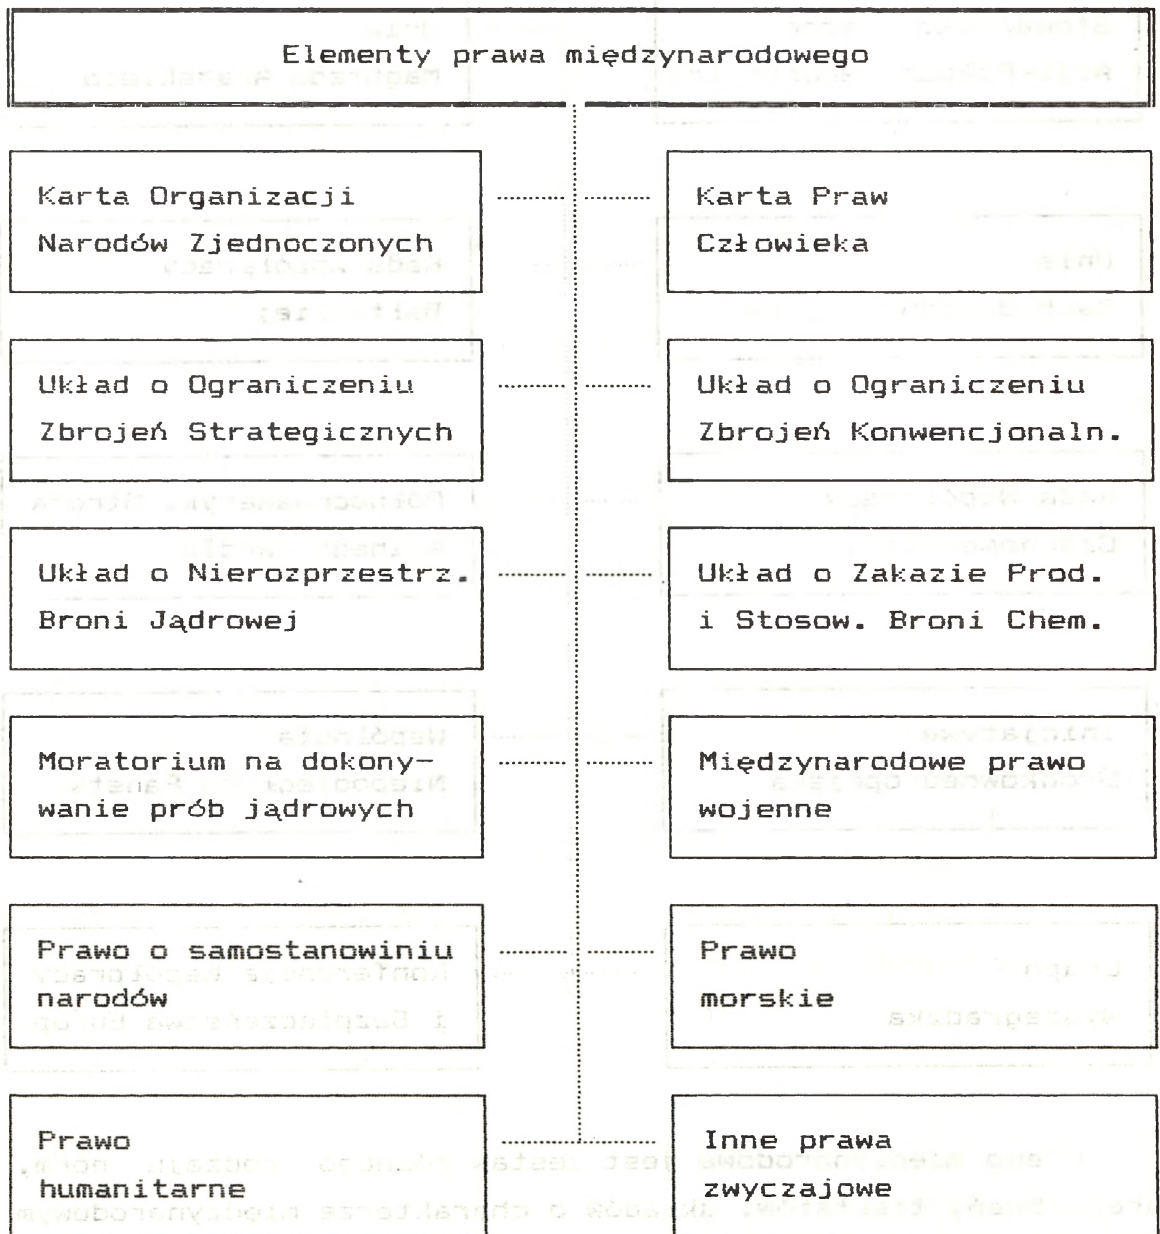 Elementy prawa międzynarodowego
Karta Organizacji
Narodów Zjednoczonych
Karta Praw
Człowieka
Układ o Ograniczeniu
Zbrojeń Strategicznych
Układ o Ograniczeniu
Zbrojeń Konwencjonaln.
Układ o Nierozprzestrz.
Broni Jądrowej
Układ o Zakazie Prod.
i Stosow. Broni Chem.
Moratorium na dokony-
wanie prób jądrowych
Międzynarodowe prawo
wojenne
Prawo o samostanowiniu
narodów
Prawo
morskie
Prawo
humanitarne
Inne prawa
zwyczajowe